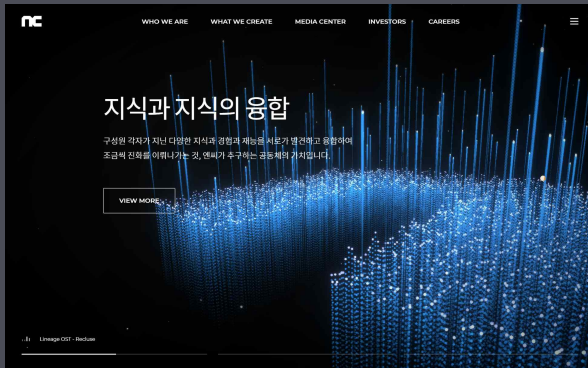 nc
WHO WE ARE
WHAT WE CREATE
MEDIA CENTER
INVESTORS
CAREERS
지식과 지식의 융합
구성원 각자가 지닌 다양한 지식과 경험과 재능을 서로가 발견하고 융합하여
조금씩 진화를 이뤄나가는 것, 엔씨가 추구하는 공동체의 가치입니다.
VIEW MORE
Lineage OST - Recluse